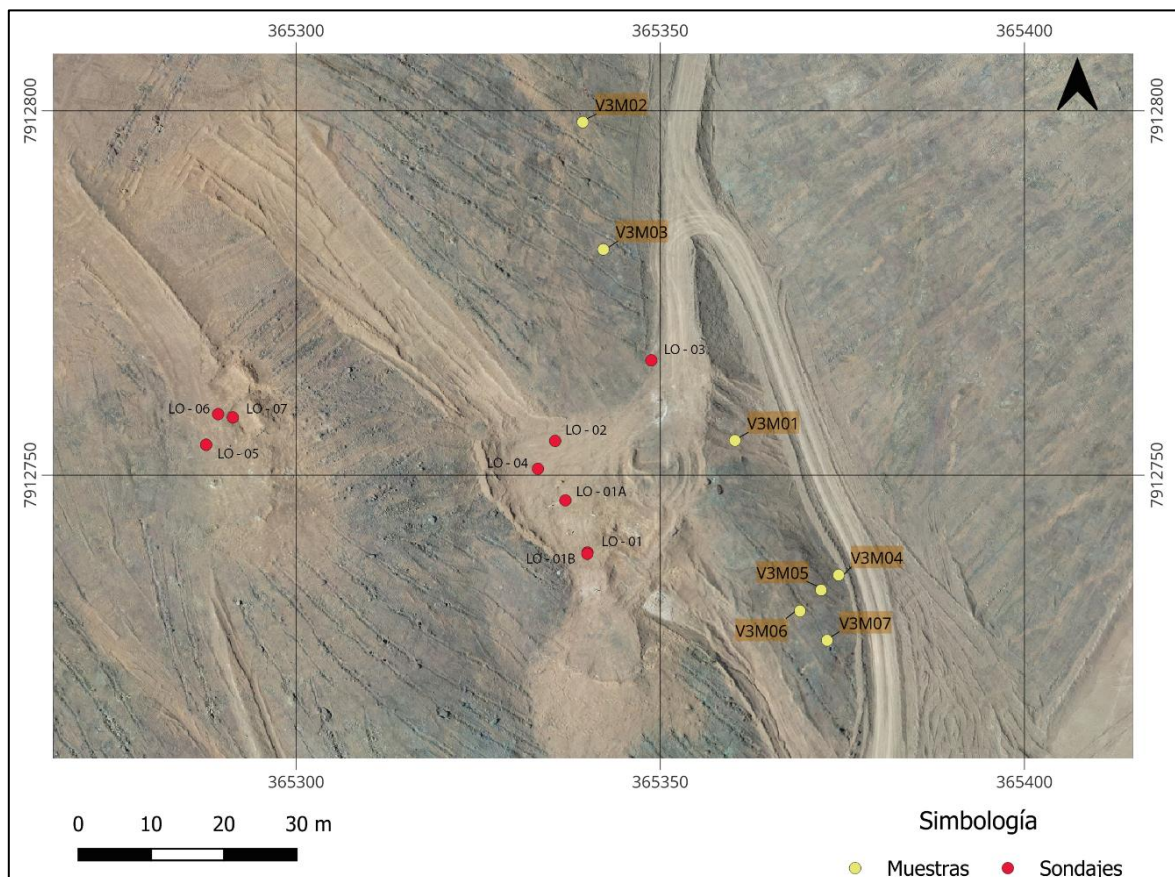 365300 365350 365400
7912800 7912800
V3M02
V3M03
LO - 03
LO - 06 LO - 07
LO - 05
LO - 02
V3M01
LO - 04
7912750 7912750
LO - 01A
LO - 01
LO - 01B
V3M04
V3M05
V3M06 V3M07
365300 365350 365400
0 10 20 30 m
Simbología
Muestras Sondajes